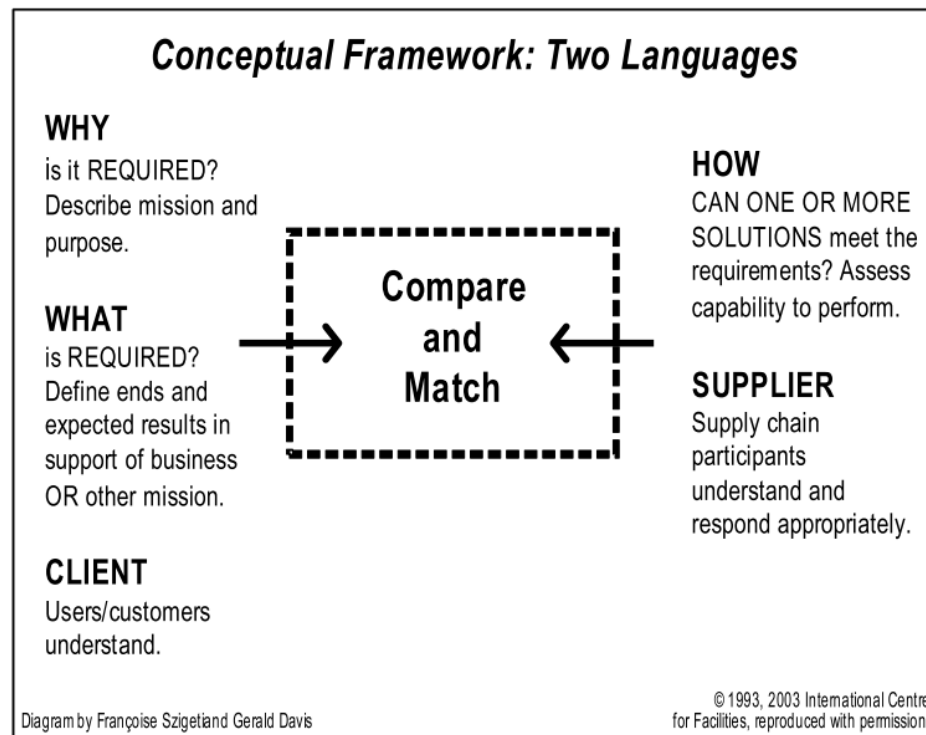 Conceptual Framework: Two Languages
WHY
is it REQUIRED?
Describe mission and
purpose.
WHAT
is REQUIRED?
Define ends and
expected results in
support of business
OR other mission.
CLIENT
Users/customers
understand.
Compare
and
Match
HOW
CAN ONE OR MORE
SOLUTIONS meet the
requirements? Assess
capability to perform.
SUPPLIER
Supply chain
participants
understand and
respond appropriately.
Diagram by Françoise Szigetiand Gerald Davis
© 1993, 2003 International Centre
for Facilities, reproduced with permission